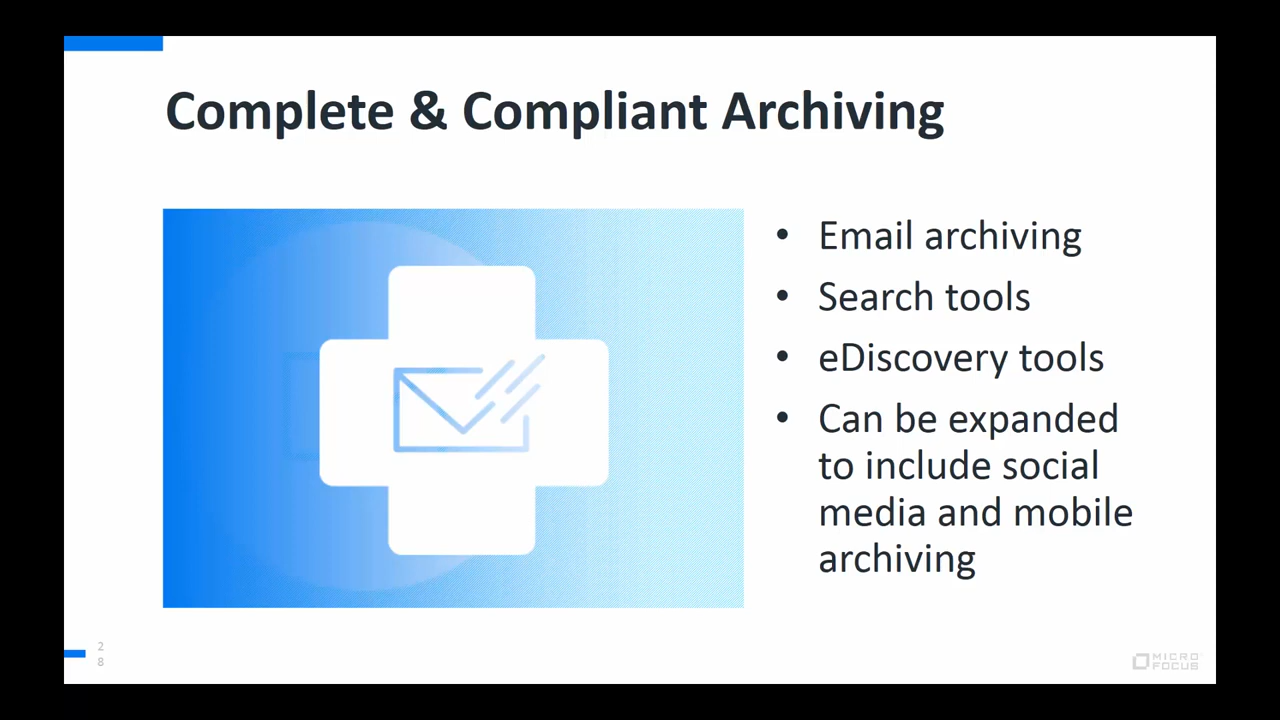 Complete & Compliant Archiving
• Email archiving
• Search tools
• eDiscovery tools
• Can be expanded
to include social
media and mobile
archiving
2
8
MICRO
FOCUS